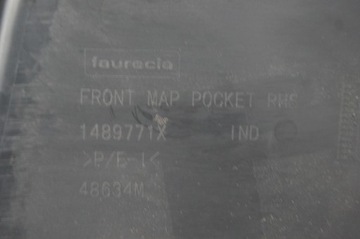 faurecia
FRONT MAP POCKET RHS
1489771X IND
>P/E-I<
48634M